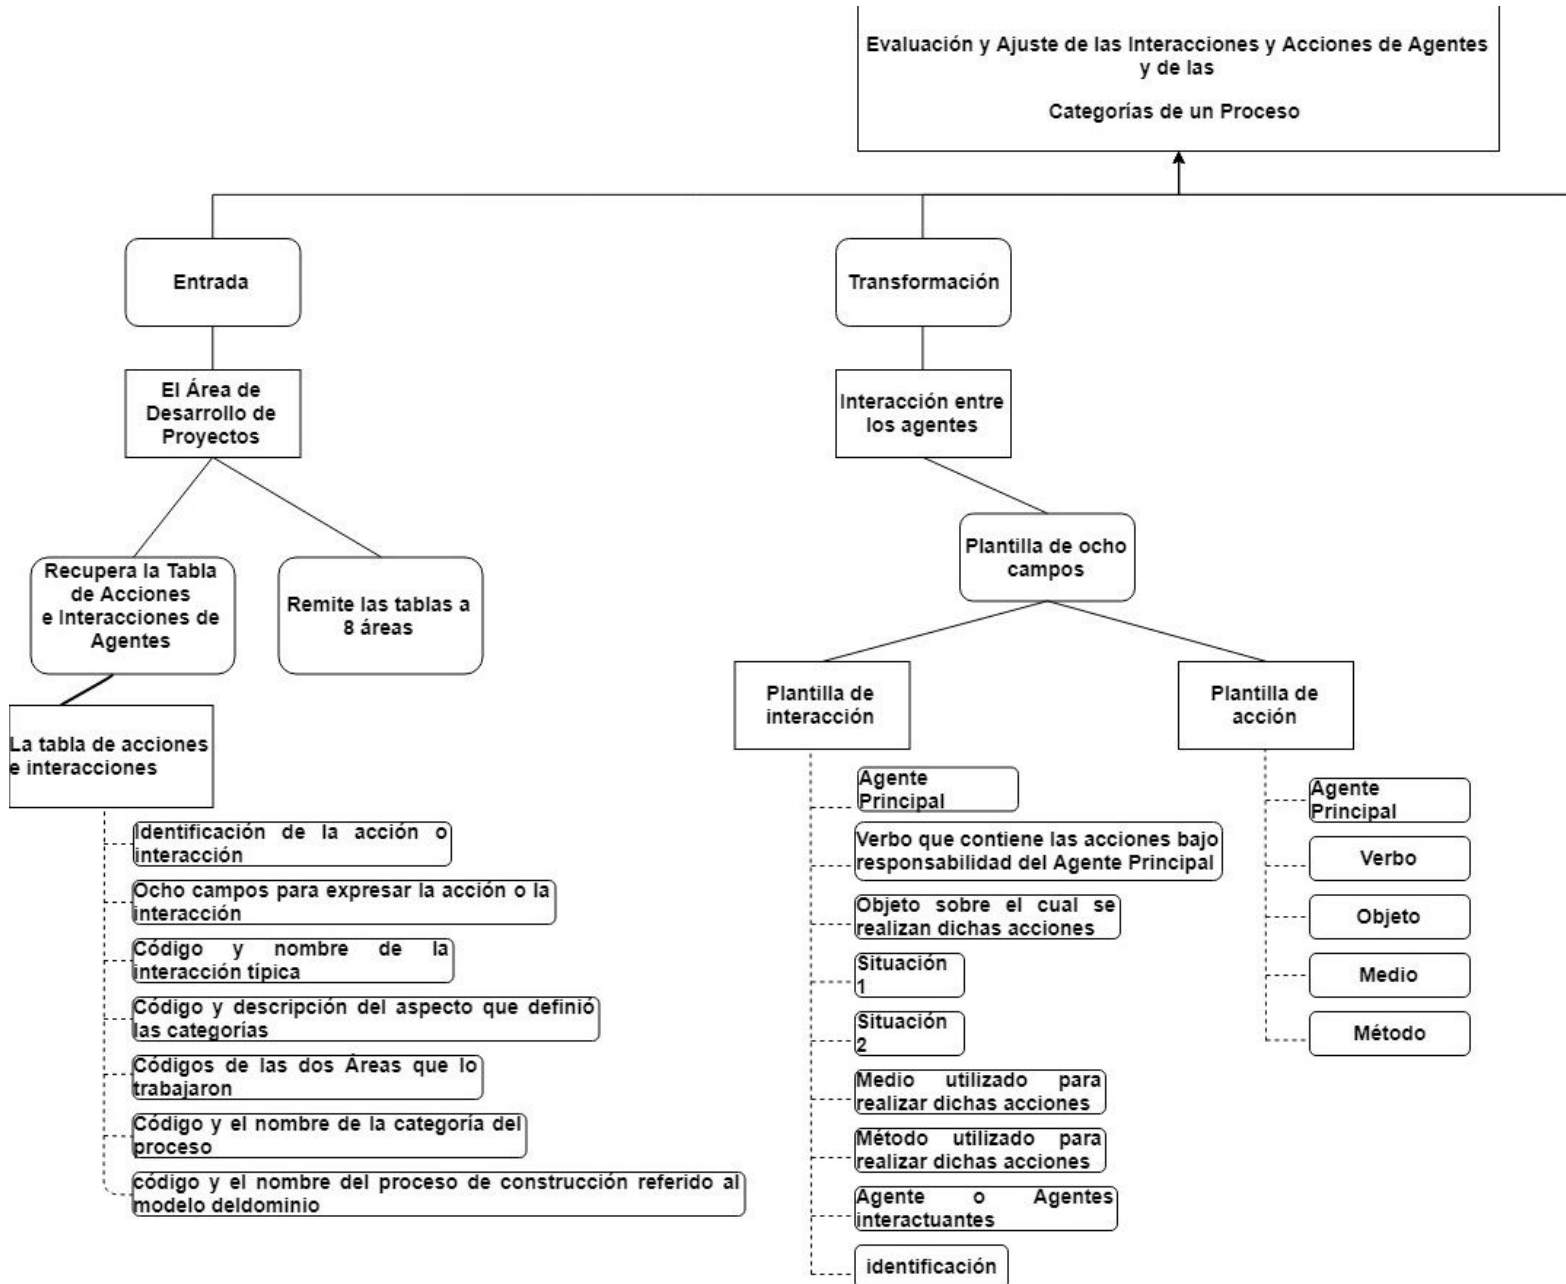 Evaluación y Ajuste de las Interacciones y Acciones de Agentes
y de las
Categorías de un Proceso
Entrada
Transformación
El Área de
Desarrollo de
Proyectos
Interacción entre
los agentes
Recupera la Tabla
de Acciones
e Interacciones de
Agentes
Remite las tablas a
8 áreas
Plantilla de ocho
campos
La tabla de acciones
e interacciones
Identificación de la acción o
interacción
Ocho campos para expresar la acción o la
interacción
Código y nombre de la
interacción típica
Código y descripción del aspecto que definió
las categorías
Códigos de las dos Áreas que lo
trabajaron
Código y el nombre de la categoría del
proceso
código y el nombre del proceso de construcción referido al
modelo deldominio
Plantilla de
interacción
Agente
Principal
Verbo que contiene las acciones bajo
responsabilidad del Agente Principal
Objeto sobre el cual se
realizan dichas acciones
Situación
1
Situación
2
Medio utilizado para
realizar dichas acciones
Método utilizado para
realizar dichas acciones
Agente o Agentes
interactuantes
identificación
Plantilla de
acción
Agente
Principal
Verbo
Objeto
Medio
Método